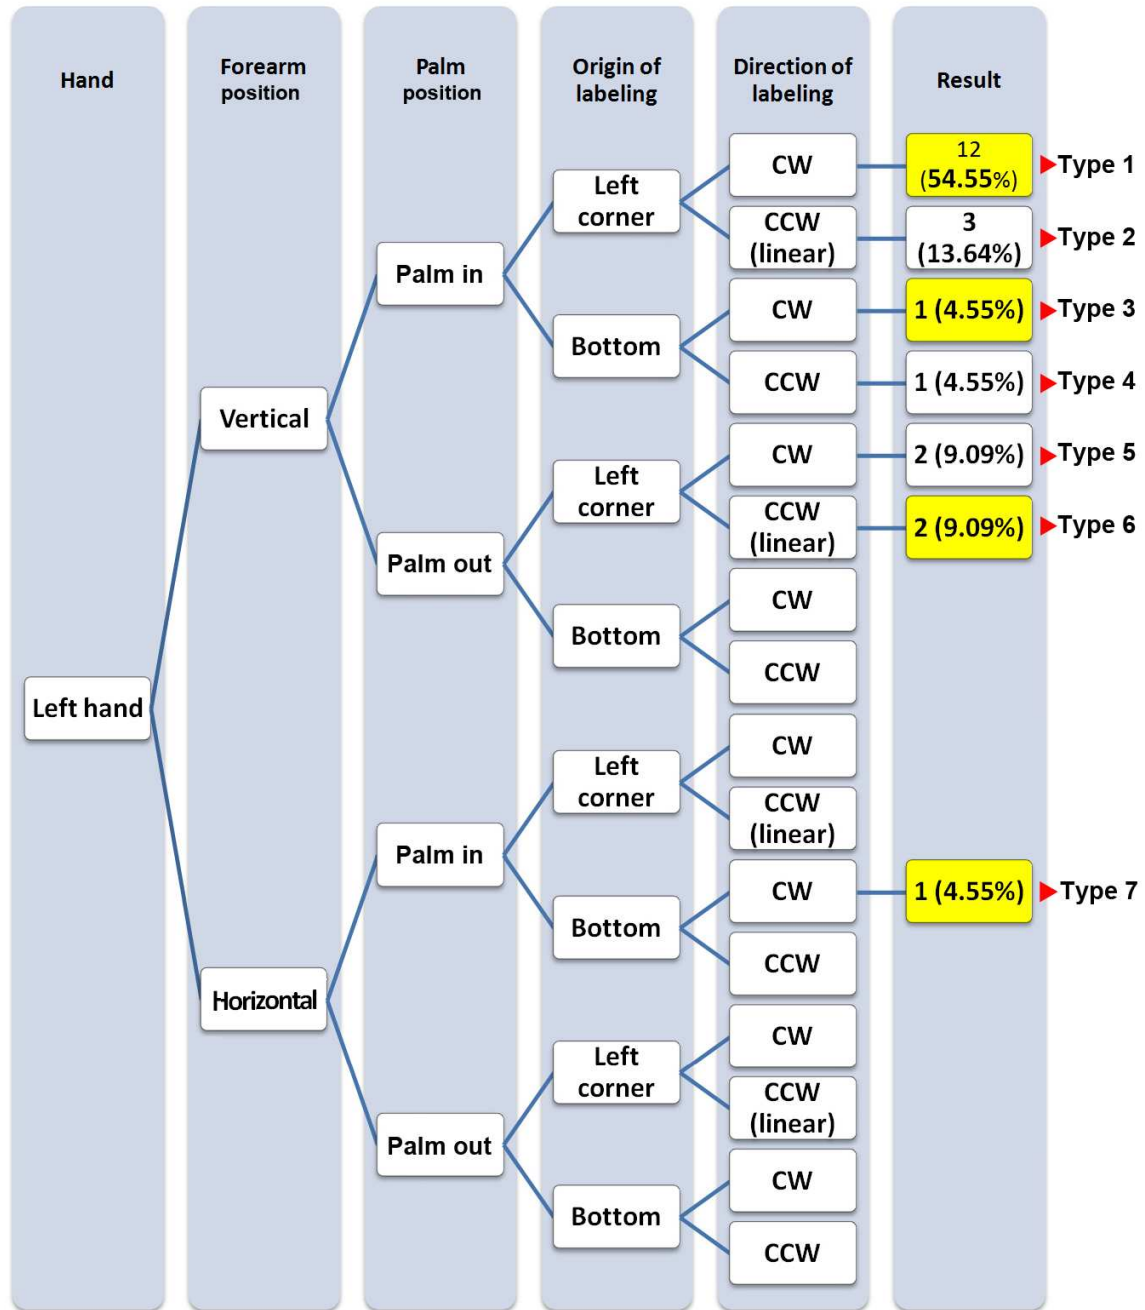 Hand
Forearm
position
Palm
position
Origin of
labeling
Direction of
labeling
Result
Left hand
Vertical
Horizontal
Palm in
Palm out
Palm in
Palm out
Left
corner
Bottom
Left
corner
Bottom
Left
corner
Bottom
Left
corner
Bottom
CW
12
(54.55%)
Type 1
CCW
(linear)
3
(13.64%)
Type 2
CW
1 (4.55%)
Type 3
CCW
1 (4.55%)
Type 4
CW
2 (9.09%)
Type 5
CCW
(linear)
2 (9.09%)
Type 6
CW
CCW
CW
CCW
(linear)
CW
1 (4.55%)
Type 7
CCW
CW
CCW
(linear)
CW
CCW